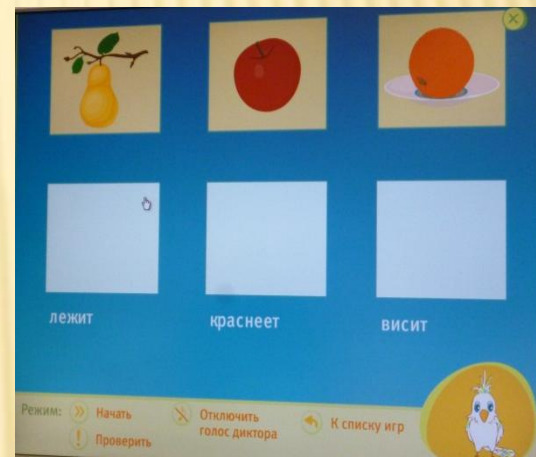 лежит
краснеет
висит
Режим:
Начать
Отключить
голос диктора
К списку игр
Проверить